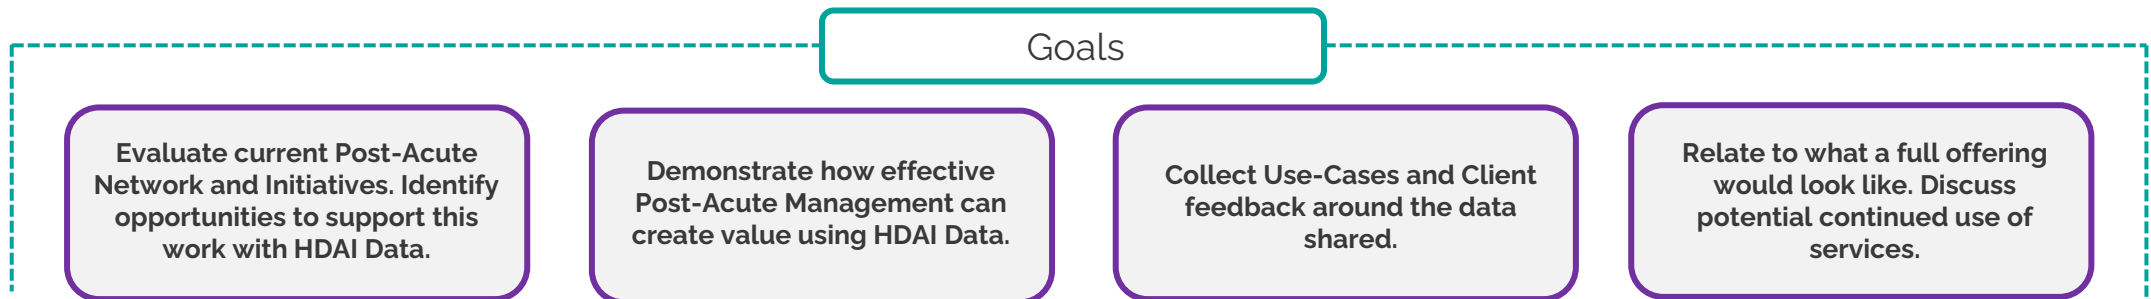 Goals
Evaluate current Post-Acute
Network and Initiatives. Identify
opportunities to support this
work with HDAI Data.
Demonstrate how effective
Post-Acute Management can
create value using HDAI Data.
Collect Use-Cases and Client
feedback around the data
shared.
Relate to what a full offering
would look like. Discuss
potential continued use of
services.